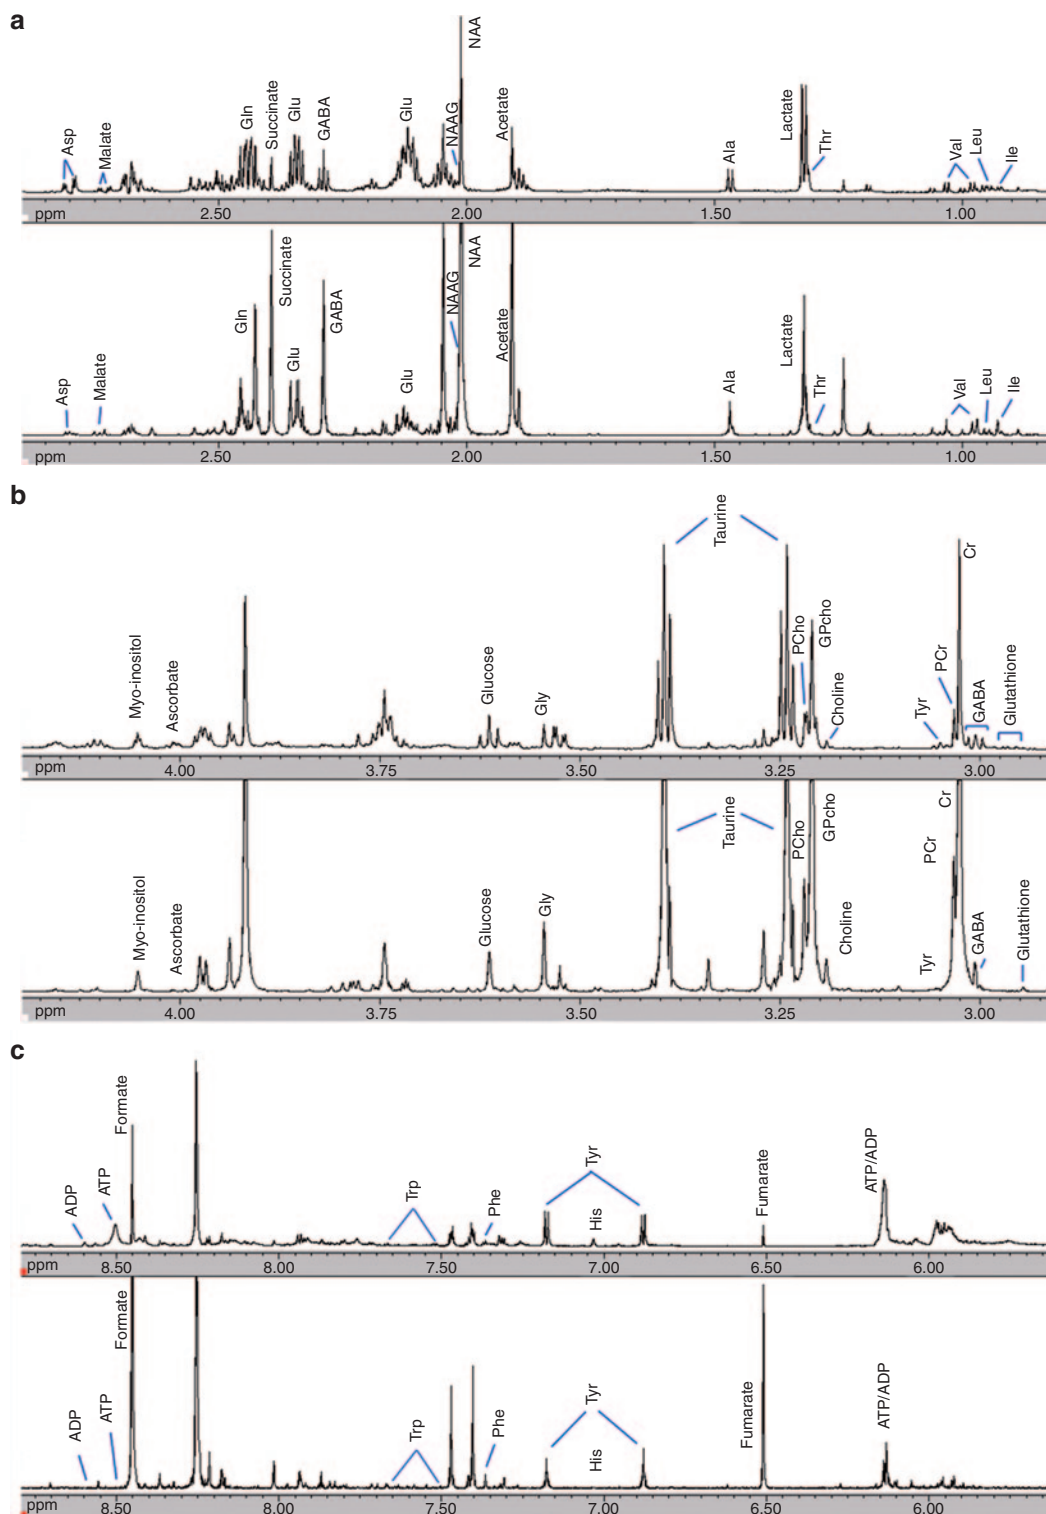 a
Asp
Malate
Gln
Succinate
Glu
GABA
Glu
NAAG
NAA
Acetate
Ala
Lactate
Thr
Val
Leu
Ile
ppm 2.50 2.00 1.50 1.00
Asp
Malate
Gln
Succinate
Glu
GABA
Glu
NAAG
NAA
Acetate
Ala
Lactate
Thr
Val
Leu
Ile
ppm 2.50 2.00 1.50 1.00
b
Myo-inositol
Ascorbate
Glucose
Gly
Taurine
PCho
GPcho
Choline
Tyr
PCr
Cr
GABA
Glutathione
ppm 4.00 3.75 3.50 3.25 3.00
Myo-inositol
Ascorbate
Glucose
Gly
Taurine
PCho
GPcho
Choline
Tyr
PCr
Cr
GABA
Glutathione
ppm 4.00 3.75 3.50 3.25 3.00
c
ADP
ATP
Formate
Trp
Phe
Tyr
His
Fumarate
ATP/ADP
ppm 8.50 8.00 7.50 7.00 6.50 6.00
ADP
ATP
Formate
Trp
Phe
Tyr
His
Fumarate
ATP/ADP
ppm 8.50 8.00 7.50 7.00 6.50 6.00